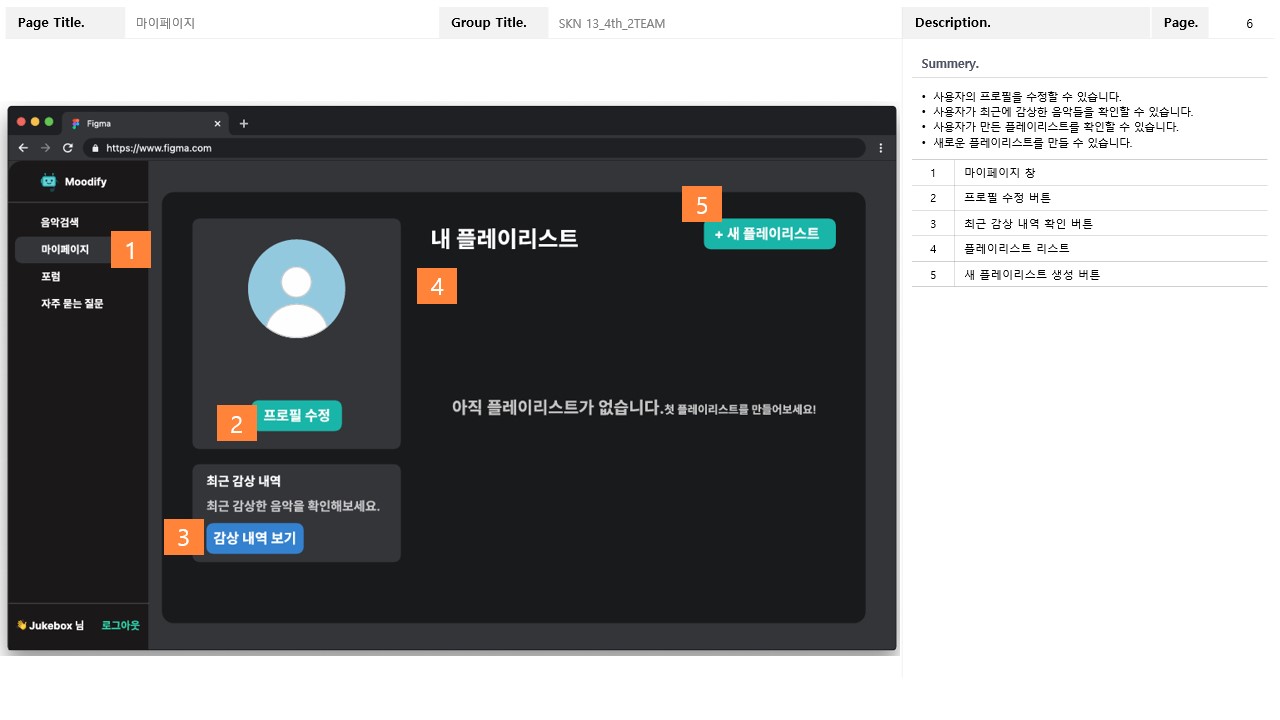 Page Title. 마이페이지 Group Title. SKN 13_4th_2TEAM Description. Page. 6
Summery.
• 사용자의 프로필을 수정할 수 있습니다.
• 사용자가 최근에 감상한 음악들을 확인할 수 있습니다.
• 사용자가 만든 플레이리스트를 확인할 수 있습니다.
• 새로운 플레이리스트를 만들 수 있습니다.
1 마이페이지 창
2 프로필 수정 버튼
3 최근 감상 내역 확인 버튼
4 플레이리스트 리스트
5 새 플레이리스트 생성 버튼
Figma
https://www.figma.com
Moodify
음악검색
마이페이지
1
포럼
자주 묻는 질문
👋 Jukebox 님 로그아웃
2
프로필 수정
최근 감상 내역
최근 감상한 음악을 확인해보세요.
3
감상 내역 보기
내 플레이리스트
5
+ 새 플레이리스트
4
아직 플레이리스트가 없습니다.첫 플레이리스트를 만들어보세요!